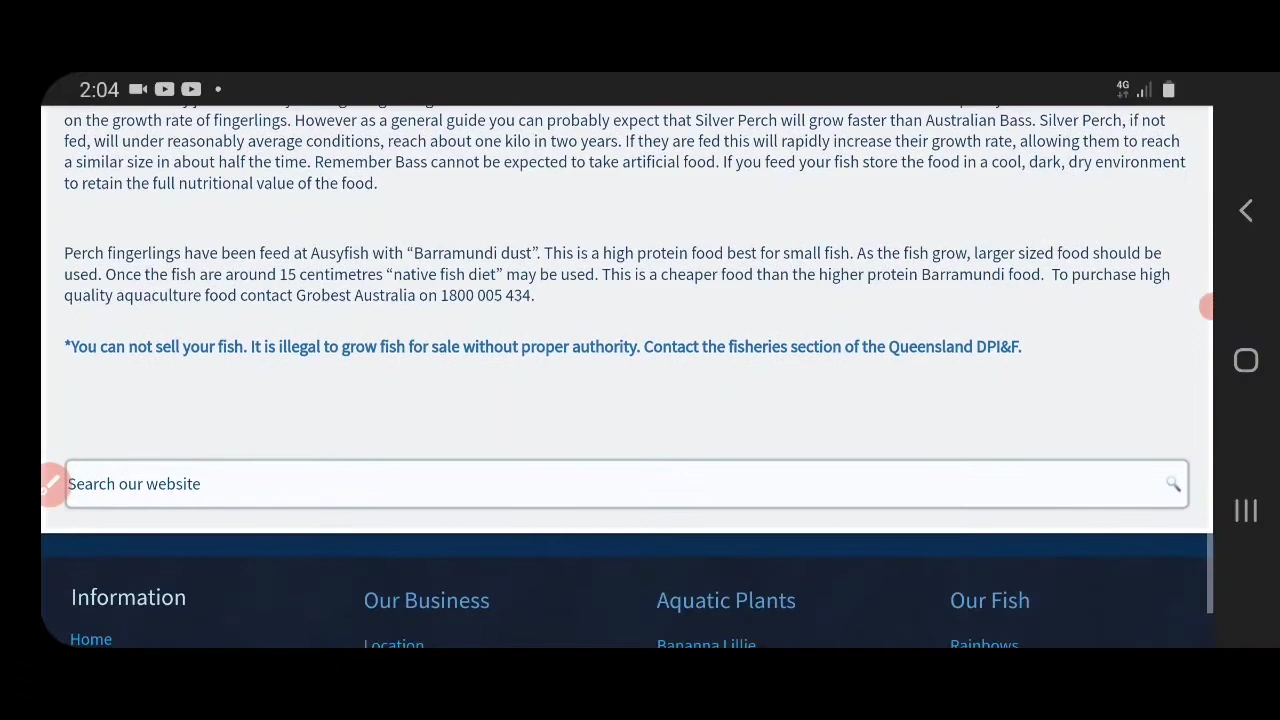 2:04
4G
on the growth rate of fingerlings. However as a general guide you can probably expect that Silver Perch will grow faster than Australian Bass. Silver Perch, if not
fed, will under reasonably average conditions, reach about one kilo in two years. If they are fed this will rapidly increase their growth rate, allowing them to reach
a similar size in about half the time. Remember Bass cannot be expected to take artificial food. If you feed your fish store the food in a cool, dark, dry environment
to retain the full nutritional value of the food.
Perch fingerlings have been feed at Ausyfish with “Barramundi dust”. This is a high protein food best for small fish. As the fish grow, larger sized food should be
used. Once the fish are around 15 centimetres “native fish diet” may be used. This is a cheaper food than the higher protein Barramundi food. To purchase high
quality aquaculture food contact Grobest Australia on 1800 005 434.
*You can not sell your fish. It is illegal to grow fish for sale without proper authority. Contact the fisheries section of the Queensland DPI&F.
Search our website
Information
Our Business
Aquatic Plants
Our Fish
Home
Location
Bananna Lillie
Rainbows